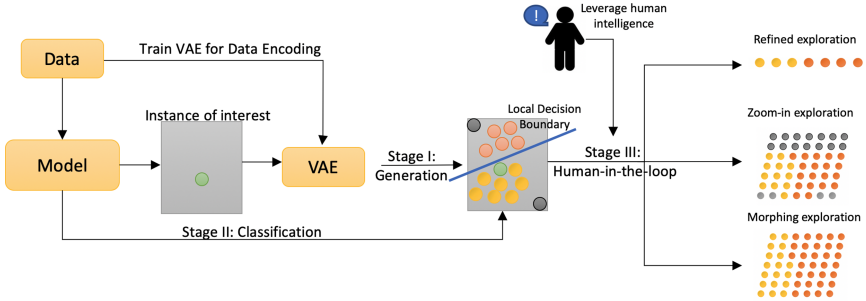 Data
Train VAE for Data Encoding
Model
Instance of interest
VAE
Stage I:
Generation
Stage II: Classification
Local Decision
Boundary
!
Leverage human
intelligence
Stage III:
Human-in-the-loop
Refined exploration
Zoom-in exploration
Morphing exploration